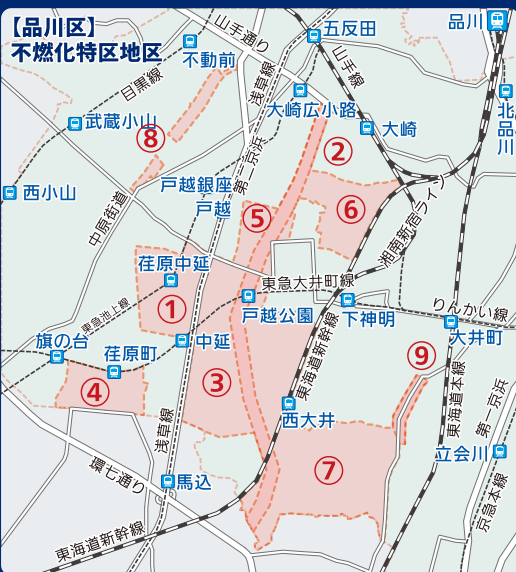 【品川区】
不燃化特区地区
山手通り
五反田
品川
不動前
浅草線
山手線
目黒線
北品川
大崎広小路
武蔵小山
⑧
大崎
第一京浜
②
西小山
戸越銀座
戸越
中原街道
⑤
⑥
湘南新宿ライン
荏原中延
東急大井町線
①
東急池上線
戸越公園
下神明
りんかい線
大井町
旗の台
荏原町
中延
東海道新幹線
⑨
④
③
東海道本線
西大井
第一京浜
浅草線
環七通り
馬込
⑦
立会川
京急本線
東海道新幹線